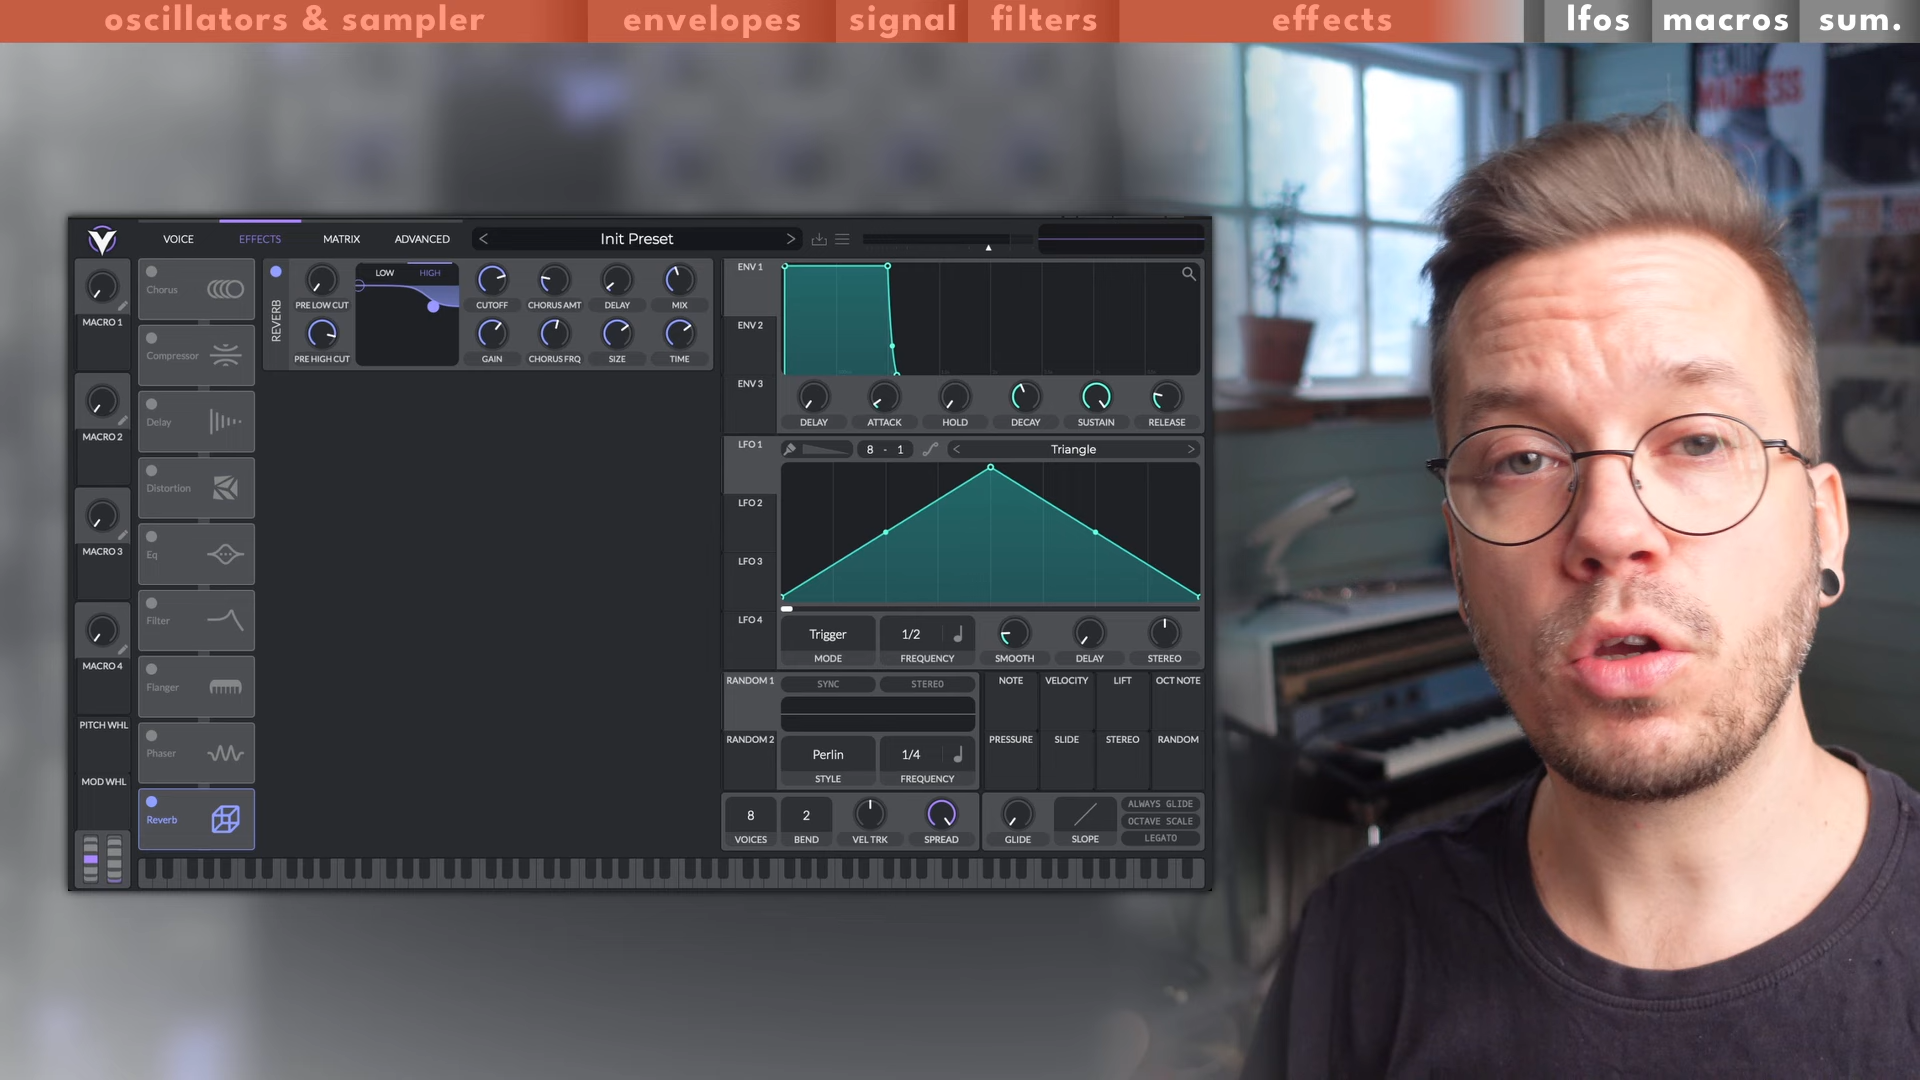 oscillators & sampler envelopes signal filters effects lfos macros sum.
VOICE EFFECTS MATRIX ADVANCED Init Preset
MACRO 1
MACRO 2
MACRO 3
MACRO 4
PITCH WHL
MOD WHL
Chorus
Compressor
Delay
Distortion
Eq
Filter
Flanger
Phaser
Reverb
REVERB
LOW HIGH
PRE LOW CUT CUTOFF CHORUS AMT DELAY MIX
PRE HIGH CUT GAIN CHORUS FRQ SIZE TIME
ENV 1
ENV 2
ENV 3
DELAY ATTACK HOLD DECAY SUSTAIN RELEASE
LFO 1
8 - 1 Triangle
LFO 2
LFO 3
LFO 4
Trigger 1/2
MODE FREQUENCY SMOOTH DELAY STEREO
RANDOM 1 SYNC STEREO
RANDOM 2
Perlin 1/4
STYLE FREQUENCY
NOTE VELOCITY LIFT OCT NOTE
PRESSURE SLIDE STEREO RANDOM
8 2
VOICES BEND VEL TRK SPREAD GLIDE SLOPE
ALWAYS GLIDE
OCTAVE SCALE
LEGATO
MADNESS